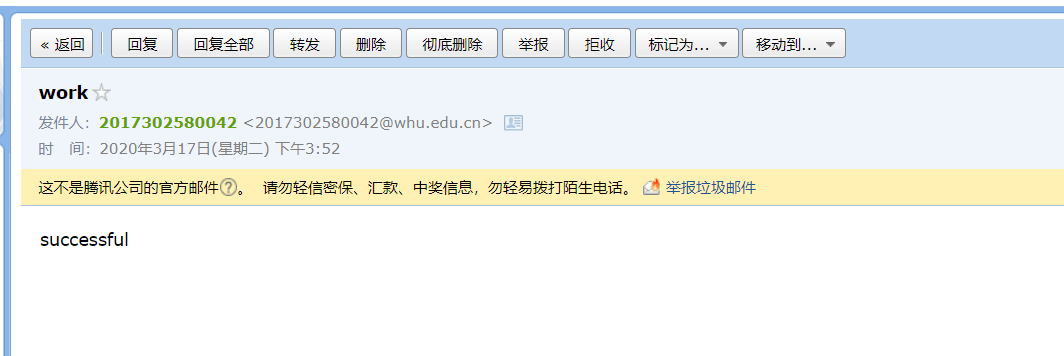 « 返回 回复 回复全部 转发 删除 彻底删除 举报 拒收 标记为... 移动到...
work
发件人：2017302580042 <2017302580042@whu.edu.cn>
时 间：2020年3月17日(星期二) 下午3:52
这不是腾讯公司的官方邮件?。 请勿轻信密保、汇款、中奖信息，勿轻易拨打陌生电话。 举报垃圾邮件
successful